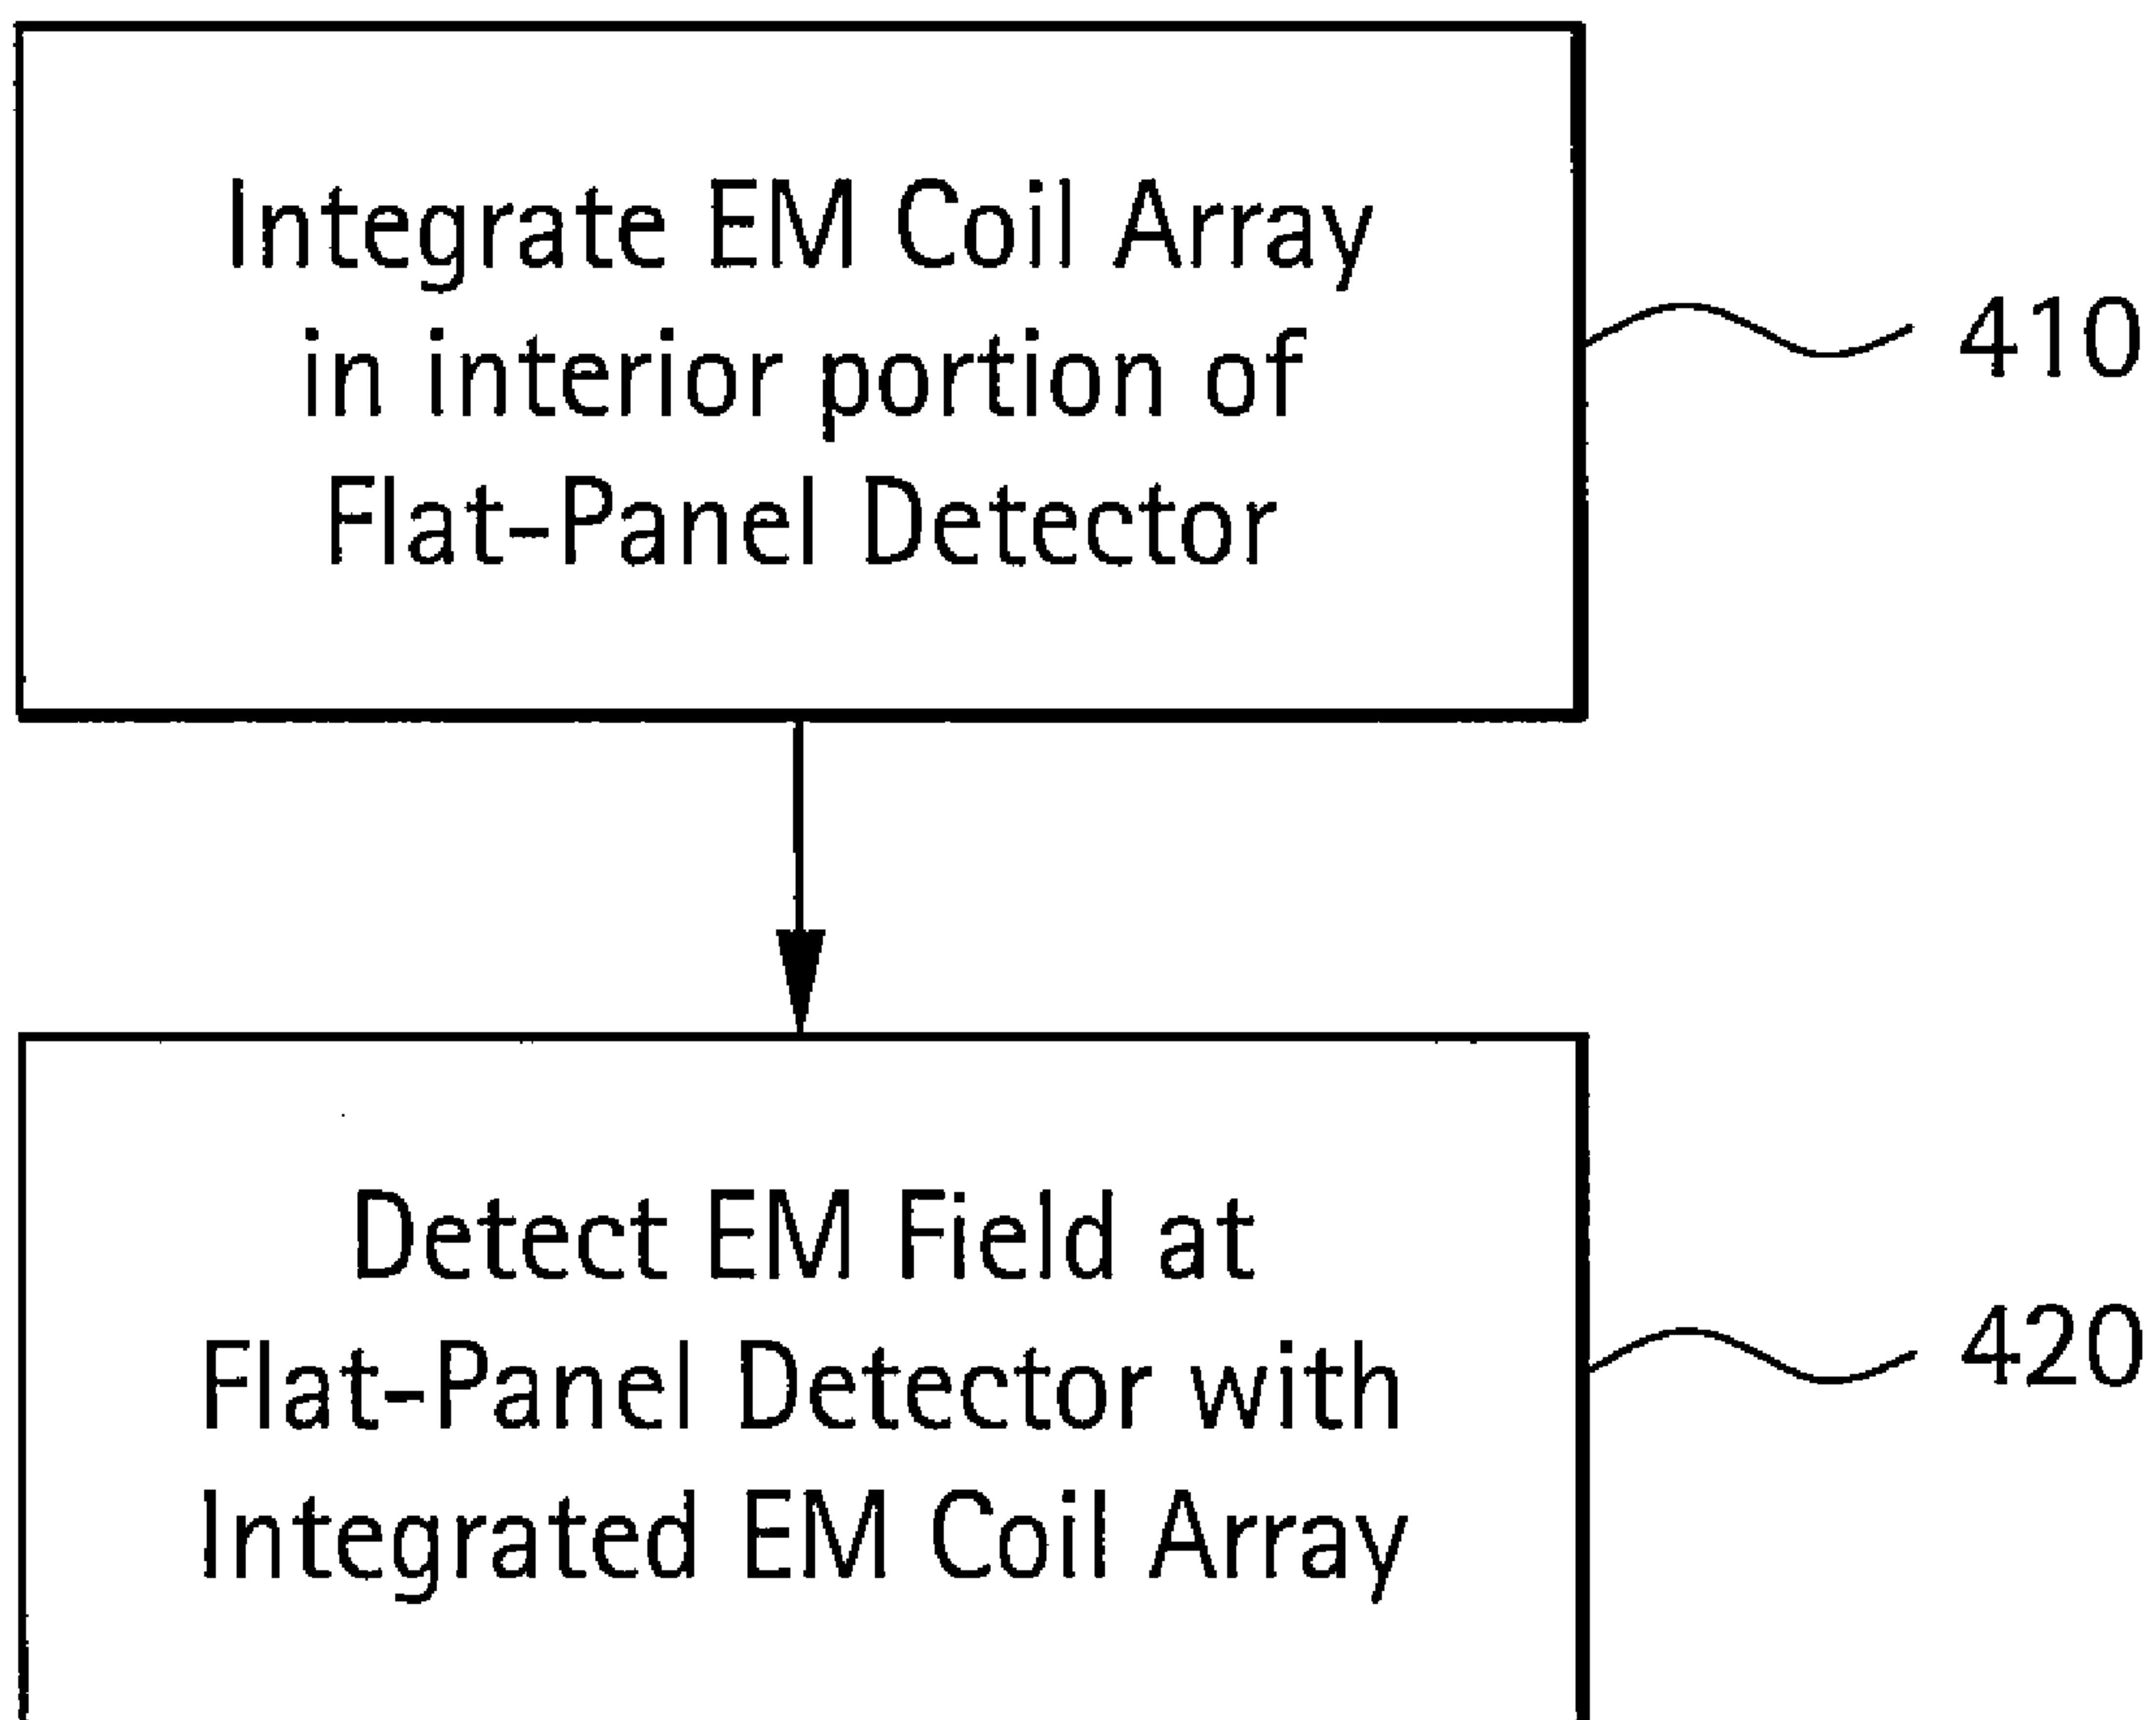 Integrate EM Coil Array
in interior portion of
Flat-Panel Detector
410
Detect EM Field at
Flat-Panel Detector with
Integrated EM Coil Array
420